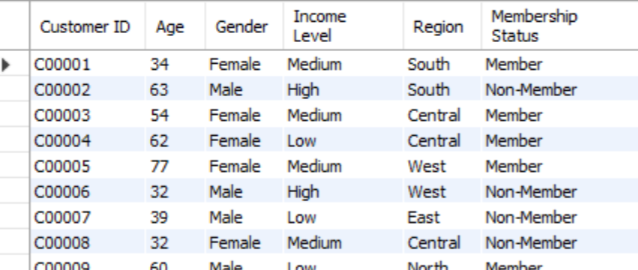 Customer ID Age Gender Income Level Region Membership Status
C00001 34 Female Medium South Member
C00002 63 Male High South Non-Member
C00003 54 Female Medium Central Member
C00004 62 Female Low Central Member
C00005 77 Female Medium West Member
C00006 32 Male High West Non-Member
C00007 39 Male Low East Non-Member
C00008 32 Female Medium Central Non-Member
C00009 60 Male Low North Member